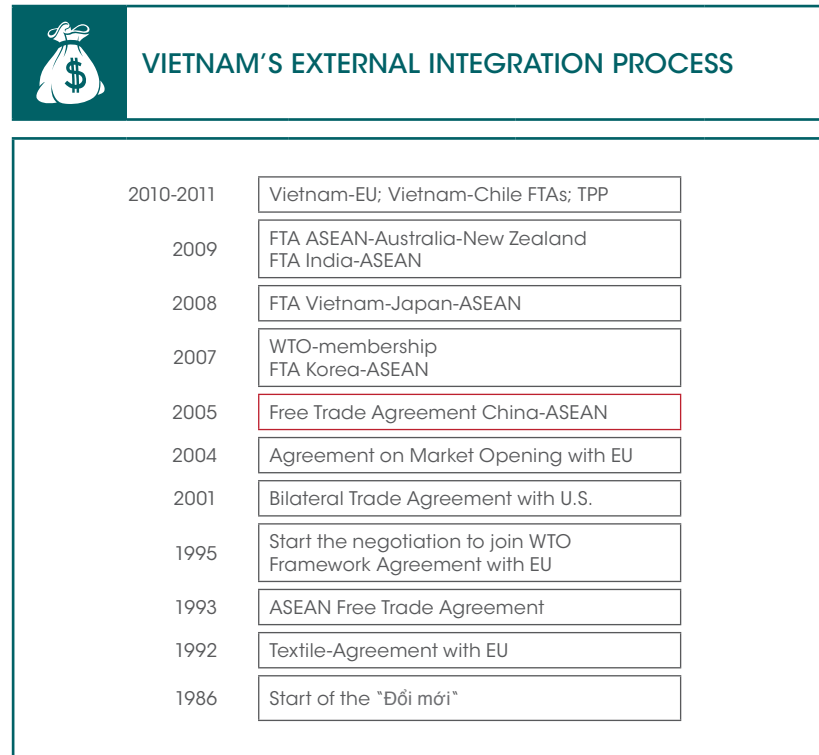 $
VIETNAM'S EXTERNAL INTEGRATION PROCESS
2010-2011 Vietnam-EU; Vietnam-Chile FTAs; TPP
2009 FTA ASEAN-Australia-New Zealand
FTA India-ASEAN
2008 FTA Vietnam-Japan-ASEAN
2007 WTO-membership
FTA Korea-ASEAN
2005 Free Trade Agreement China-ASEAN
2004 Agreement on Market Opening with EU
2001 Bilateral Trade Agreement with U.S.
1995 Start the negotiation to join WTO
Framework Agreement with EU
1993 ASEAN Free Trade Agreement
1992 Textile-Agreement with EU
1986 Start of the “Đổi mới“